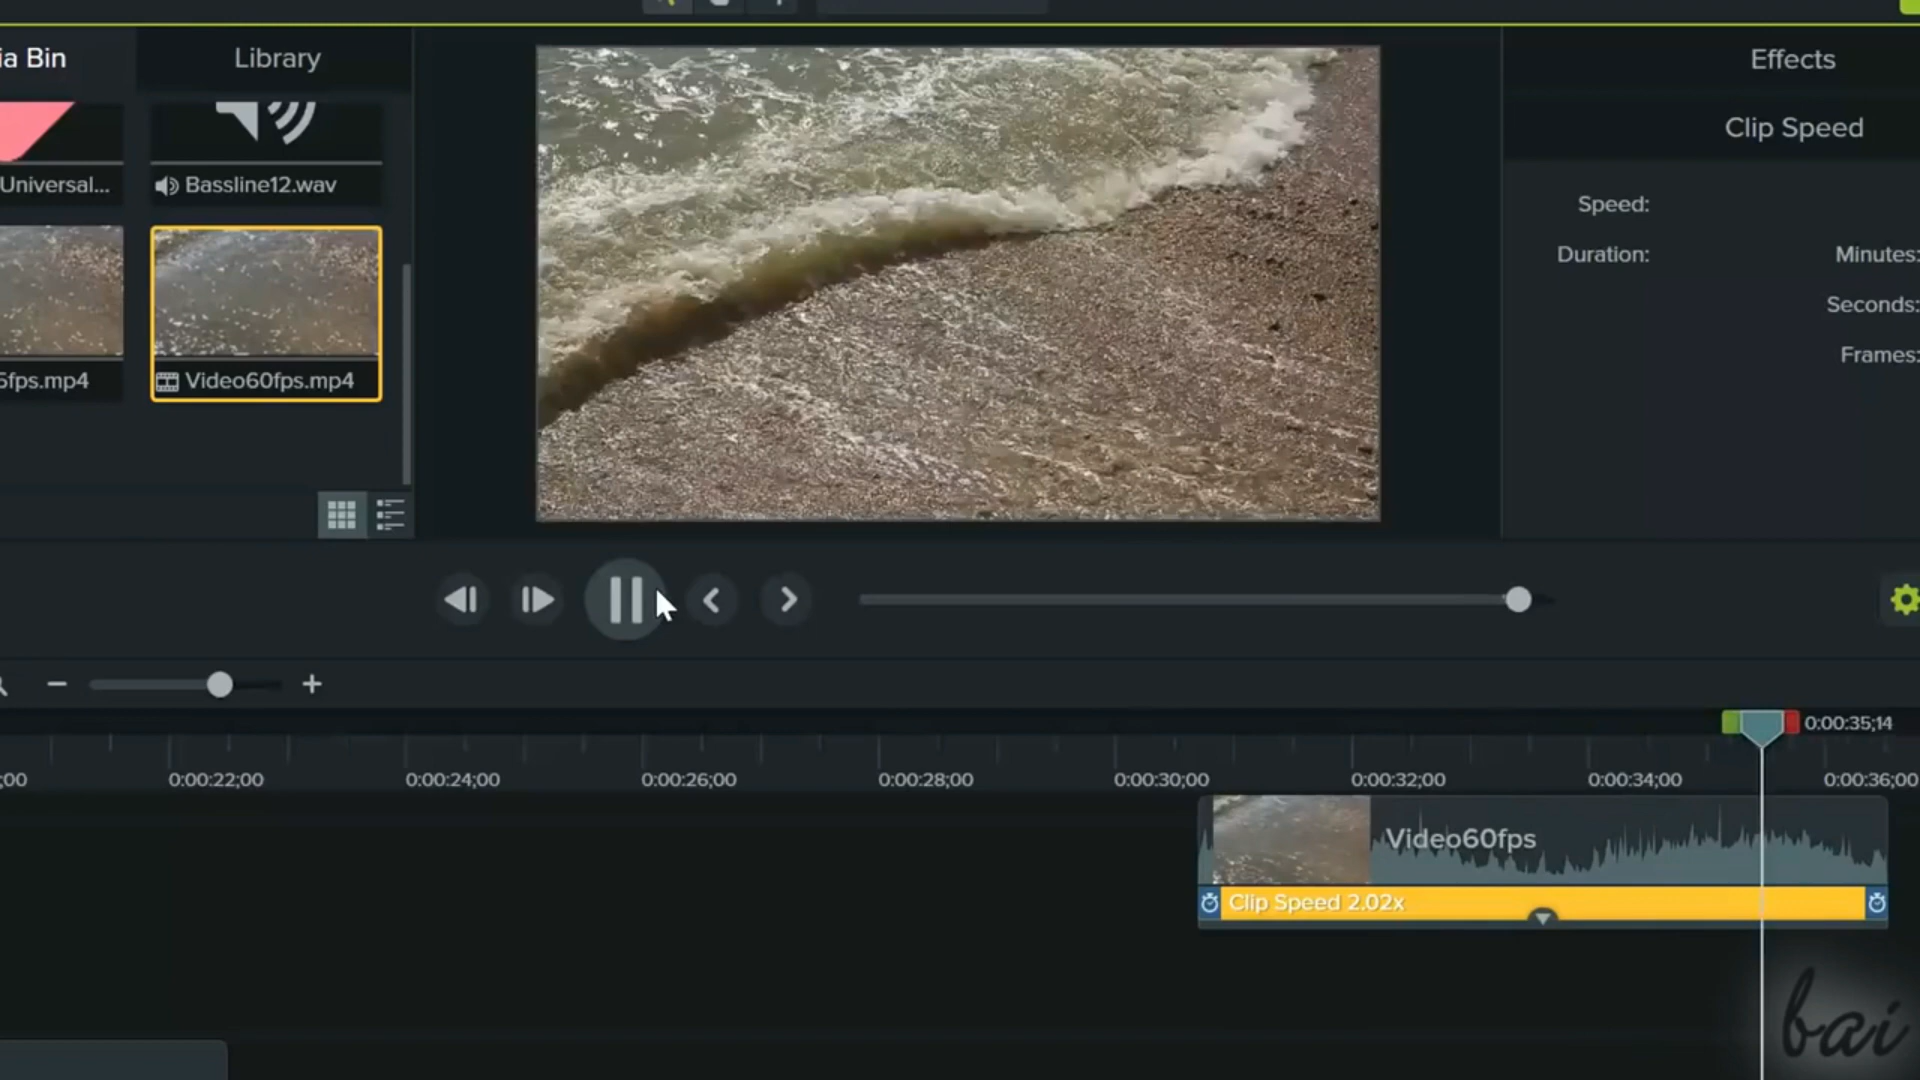 ia Bin
Library
Effects
Clip Speed
Universal...
Bassline12.wav
Speed:
Duration:
Minutes:
Seconds:
Frames:
5fps.mp4
Video60fps.mp4
0:00:35;14
;00
0:00:22;00
0:00:24;00
0:00:26;00
0:00:28;00
0:00:30;00
0:00:32;00
0:00:34;00
0:00:36;00
Video60fps
Clip Speed 2.02x
bai